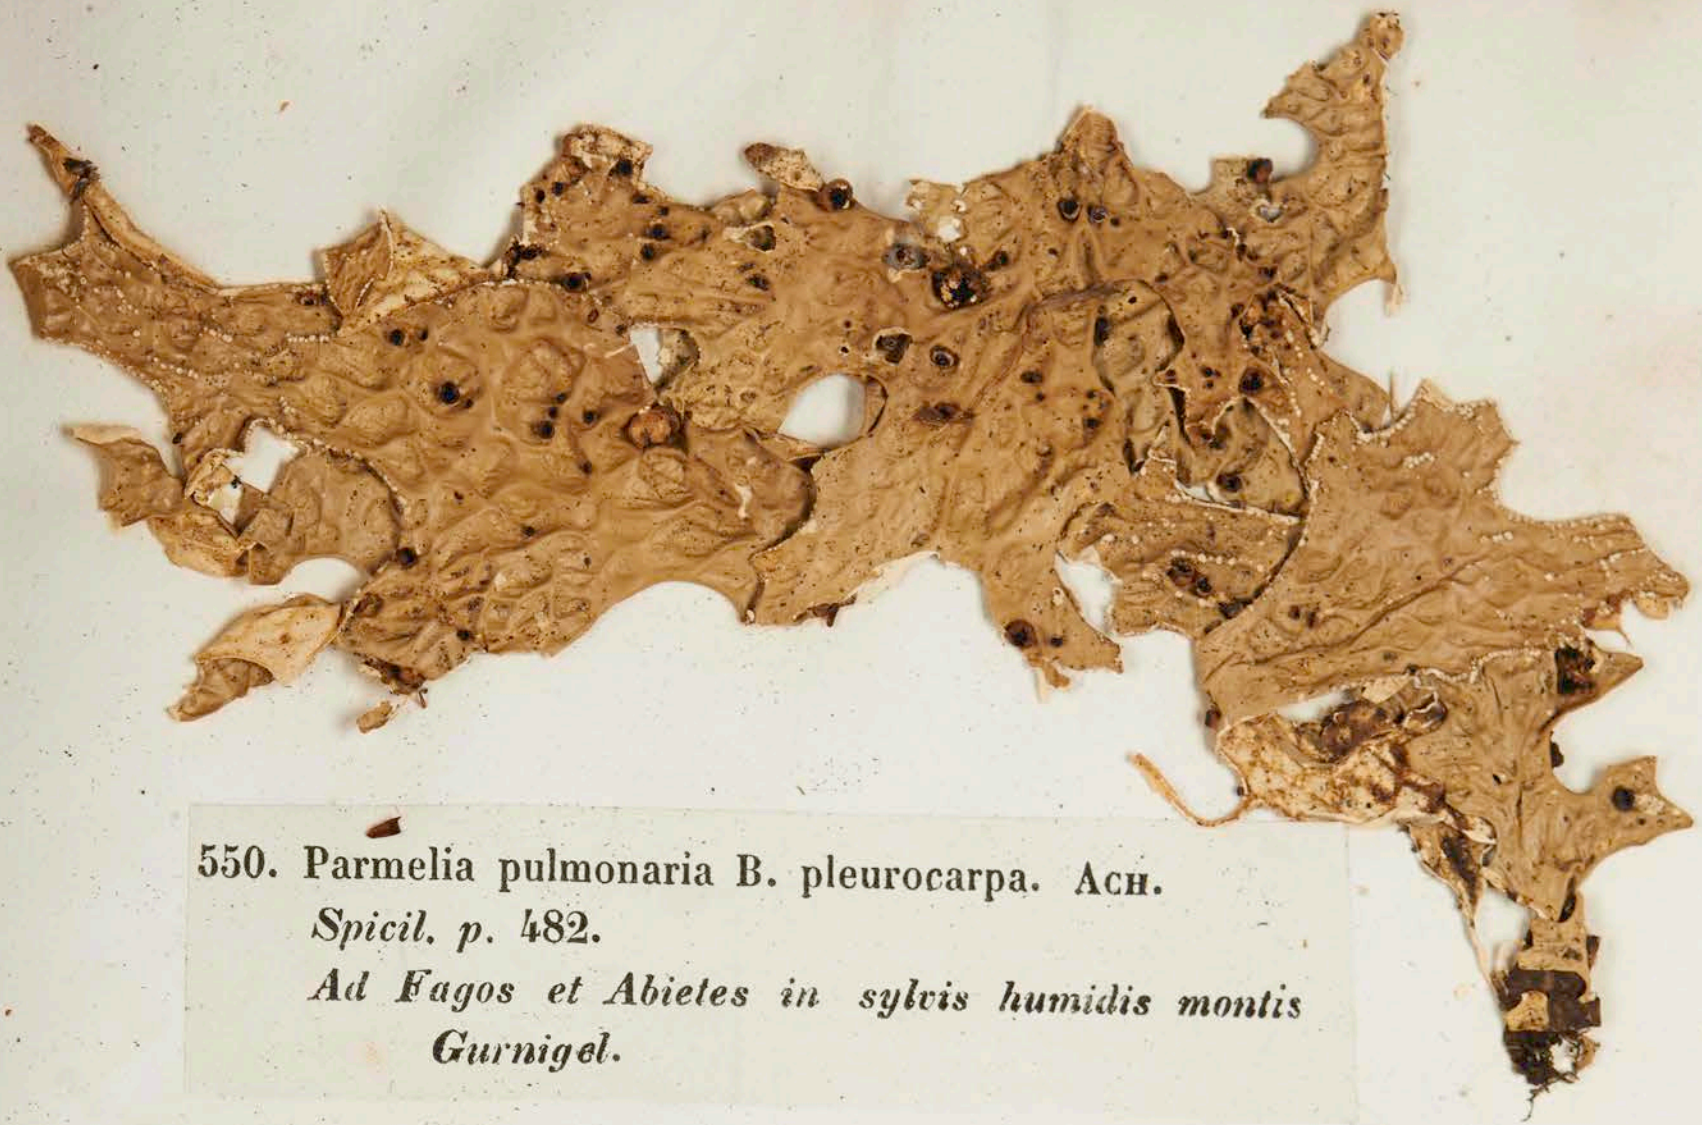 550. Parmelia pulmonaria B. pleurocarpa. ACH.
Spicil. p. 482.
Ad Fagos et Abietes in sylvis humidis montis
Gurnigel.